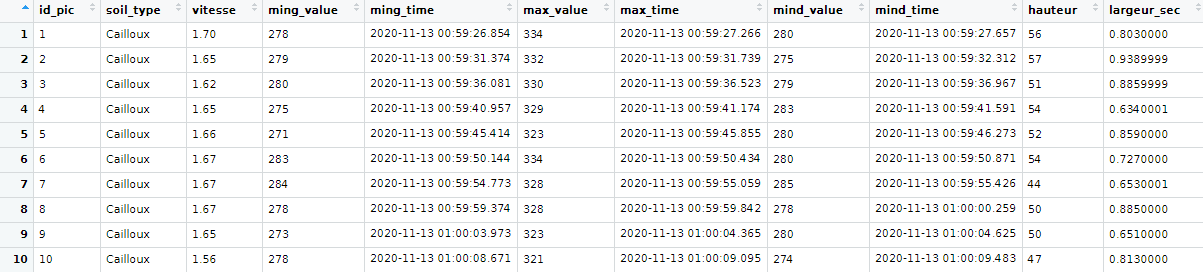 id_pic soil_type vitesse ming_value ming_time max_value max_time mind_value mind_time hauteur largeur_sec
1 1 Cailloux 1.70 278 2020-11-13 00:59:26.854 334 2020-11-13 00:59:27.266 280 2020-11-13 00:59:27.657 56 0.8030000
2 2 Cailloux 1.65 279 2020-11-13 00:59:31.374 332 2020-11-13 00:59:31.739 275 2020-11-13 00:59:32.312 57 0.9389999
3 3 Cailloux 1.62 280 2020-11-13 00:59:36.081 330 2020-11-13 00:59:36.523 279 2020-11-13 00:59:36.967 51 0.8859999
4 4 Cailloux 1.65 275 2020-11-13 00:59:40.957 329 2020-11-13 00:59:41.174 283 2020-11-13 00:59:41.591 54 0.6340001
5 5 Cailloux 1.66 271 2020-11-13 00:59:45.414 323 2020-11-13 00:59:45.855 280 2020-11-13 00:59:46.273 52 0.8590000
6 6 Cailloux 1.67 283 2020-11-13 00:59:50.144 334 2020-11-13 00:59:50.434 280 2020-11-13 00:59:50.871 54 0.7270000
7 7 Cailloux 1.67 284 2020-11-13 00:59:54.773 328 2020-11-13 00:59:55.059 285 2020-11-13 00:59:55.426 44 0.6530001
8 8 Cailloux 1.67 278 2020-11-13 00:59:59.374 328 2020-11-13 00:59:59.842 278 2020-11-13 01:00:00.259 50 0.8850000
9 9 Cailloux 1.65 273 2020-11-13 01:00:03.973 323 2020-11-13 01:00:04.365 280 2020-11-13 01:00:04.625 50 0.6510000
10 10 Cailloux 1.56 278 2020-11-13 01:00:08.671 321 2020-11-13 01:00:09.095 274 2020-11-13 01:00:09.483 47 0.8130000